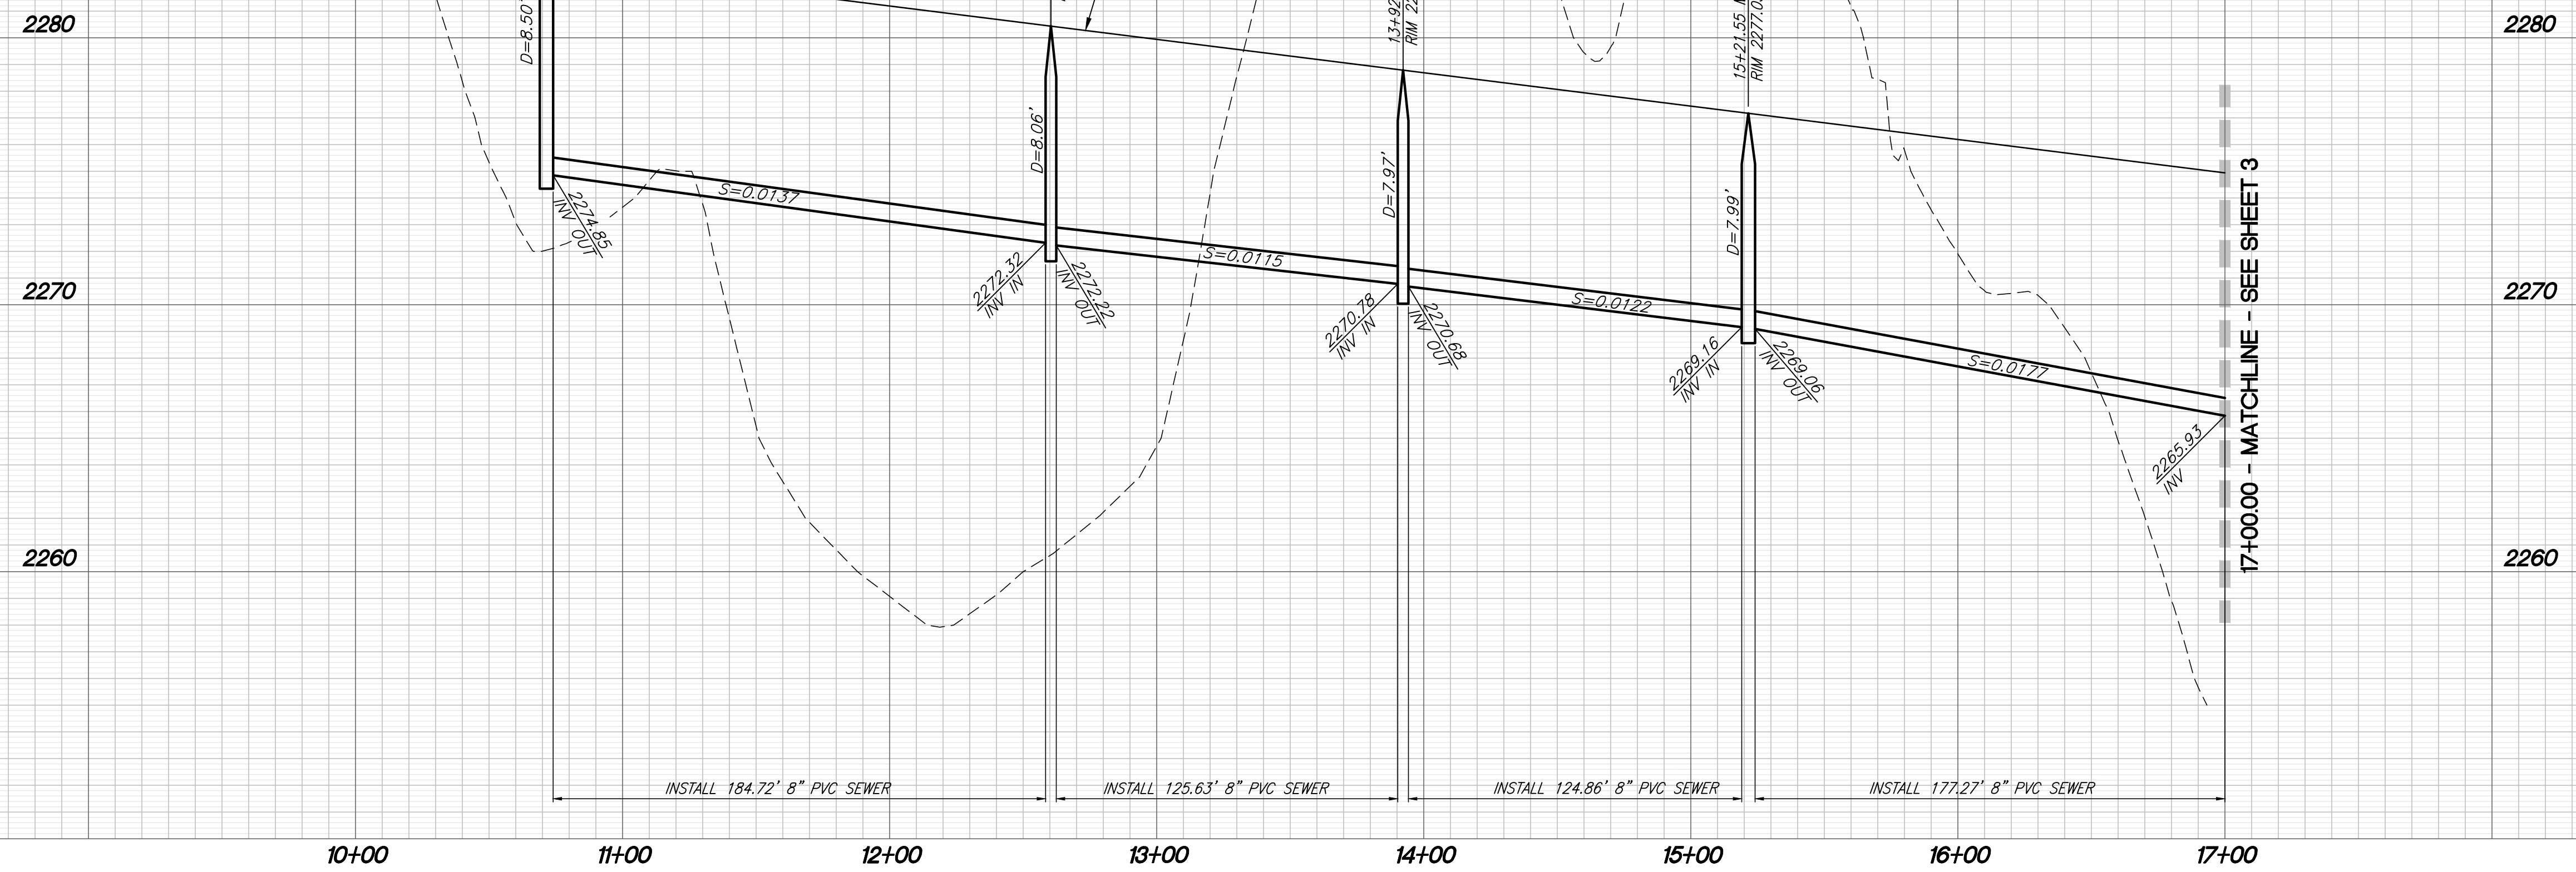 2280
2280
D=8.50'
13+92
RIM 22
15+21.55
RIM 2277.0
D=8.06'
D=7.97'
D=7.99'
S=0.0137
2274.85
INV OUT
2272.32
INV IN
2272.22
INV OUT
S=0.0115
2270.78
INV IN
2270.68
INV OUT
S=0.0122
2269.16
INV IN
2269.06
INV OUT
S=0.0177
2265.93
INV
17+00.00 - MATCHLINE - SEE SHEET 3
2270
2270
2260
2260
INSTALL 184.72' 8" PVC SEWER
INSTALL 125.63' 8" PVC SEWER
INSTALL 124.86' 8" PVC SEWER
INSTALL 177.27' 8" PVC SEWER
10+00
11+00
12+00
13+00
14+00
15+00
16+00
17+00